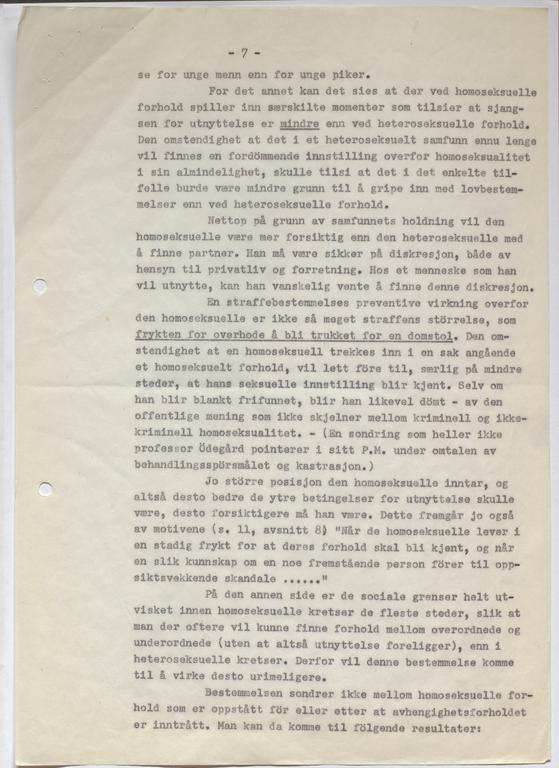 - 7 -
se for unge menn enn for unge piker.
For det annet kan det sies at der ved homoseksuelle
forhold spiller inn særskilte momenter som tilsier at sjang-
sen for utnyttelse er mindre enn ved heteroseksuelle forhold.
Den omstendighet at det i et heteroseksuelt samfunn ennu lenge
vil finnes en fordömmende innstilling overfor homoseksualitet
i sin almindelighet, skulle tilsi at det i det enkelte til-
felle burde være mindre grunn til å gripe inn med lovbestem-
melser enn ved heteroseksuelle forhold.
Nettop på grunn av samfunnets holdning vil den
homoseksuelle være mer forsiktig enn den heteroseksuelle med
å finne partner. Han må være sikker på diskresjon, både av
hensyn til privatliv og forretning. Hos et menneske som han
vil utnytte, kan han vanskelig vente å finne denne diskresjon.
En straffebestemmelses preventive virkning overfor
den homoseksuelle er ikke så meget straffens störrelse, som
frykten for overhode å bli trukket for en domstol. Den om-
stendighet at en homoseksuell trekkes inn i en sak angående
et homoseksuelt forhold, vil lett före til, særlig på mindre
steder, at hans seksuelle innstilling blir kjent. Selv om
han blir blankt frifunnet, blir han likevel dömt - av den
offentlige mening som ikke skjelner mellom kriminell og ikke-
kriminell homoseksualitet. - (En sondring som heller ikke
professor Ödegård pointerer i sitt P.M. under omtalen av
behandlingsspörsmålet og kastrasjon.)
Jo större posisjon den homoseksuelle inntar, og
altså desto bedre de ytre betingelser for utnyttelse skulle
være, desto forsiktigere må han være. Dette fremgår jo også
av motivene (s. 11, avsnitt 8) "Når de homoseksuelle lever i
en stadig frykt for at deres forhold skal bli kjent, og når
en slik kunnskap om en noe fremstående person förer til opp-
siktsvekkende skandale ......"
På den annen side er de sociale grenser helt ut-
visket innen homoseksuelle kretser de fleste steder, slik at
man der oftere vil kunne finne forhold mellom overordnede og
underordnede (uten at altså utnyttelse foreligger), enn i
heteroseksuelle kretser. Derfor vil denne bestemmelse komme
til å virke desto urimeligere.
Bestemmelsen sondrer ikke mellom homoseksuelle for-
hold som er oppstått för eller etter at avhengighetsforholdet
er inntrått. Man kan da komme til fölgende resultater: